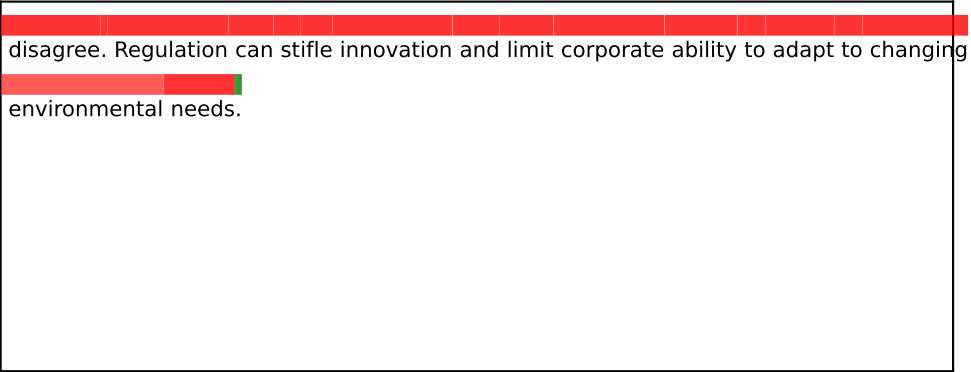 disagree. Regulation can stifle innovation and limit corporate ability to adapt to changing
environmental needs.